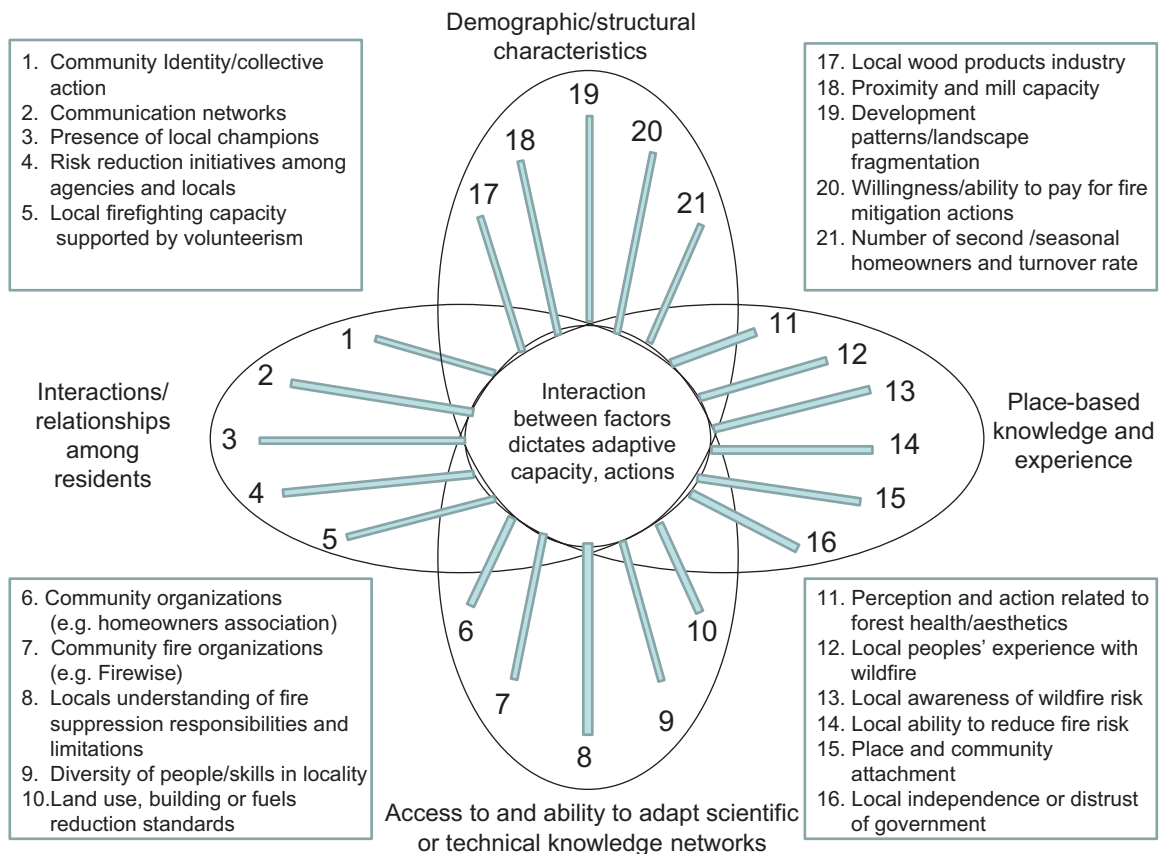 Demographic/structural
characteristics
1. Community Identity/collective
action
2. Communication networks
3. Presence of local champions
4. Risk reduction initiatives among
agencies and locals
5. Local firefighting capacity
supported by volunteerism
17. Local wood products industry
18. Proximity and mill capacity
19. Development
patterns/landscape
fragmentation
20. Willingness/ability to pay for fire
mitigation actions
21. Number of second /seasonal
homeowners and turnover rate
17
18
19
20
21
Interactions/
relationships
among
residents
1
2
3
4
5
Interaction
between factors
dictates adaptive
capacity, actions
11
12
13
14
15
16
Place-based
knowledge and
experience
6. Community organizations
(e.g. homeowners association)
7. Community fire organizations
(e.g. Firewise)
8. Locals understanding of fire
suppression responsibilities and
limitations
9. Diversity of people/skills in locality
10.Land use, building or fuels
reduction standards
6
7
8
9
10
11. Perception and action related to
forest health/aesthetics
12. Local peoples' experience with
wildfire
13. Local awareness of wildfire risk
14. Local ability to reduce fire risk
15. Place and community
attachment
16. Local independence or distrust
of government
Access to and ability to adapt scientific
or technical knowledge networks